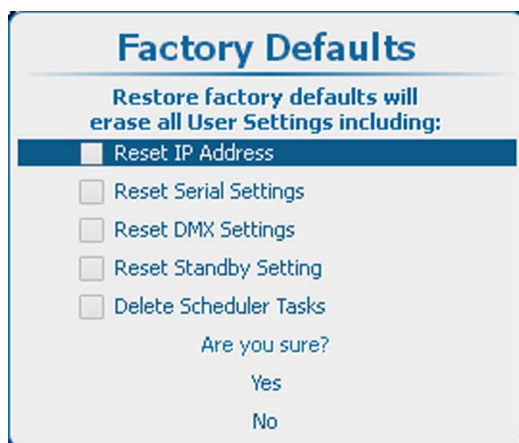 Factory Defaults
Restore factory defaults will
erase all User Settings including:
Reset IP Address
Reset Serial Settings
Reset DMX Settings
Reset Standby Setting
Delete Scheduler Tasks
Are you sure?
Yes
No